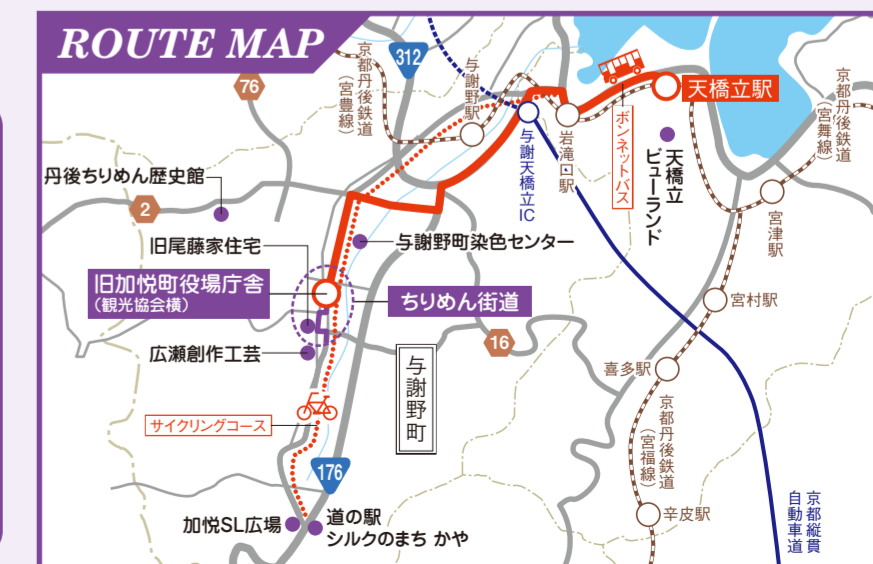 ROUTE MAP
312
76
京都丹後鉄道
（宮豊線）
与謝野駅
天橋立駅
ボンネットバス
岩滝口駅
与謝天橋立IC
天橋立
ビューランド
京都丹後鉄道
（宮舞線）
宮津駅
丹後ちりめん歴史館
2
旧尾藤家住宅
与謝野町染色センター
旧加悦町役場庁舎
（観光協会横）
ちりめん街道
宮村駅
広瀬創作工芸
16
与謝野町
喜多駅
サイクリングコース
京都丹後鉄道
（宮福線）
176
加悦SL広場
道の駅
シルクのまち かや
辛皮駅
京都縦貫
自動車道